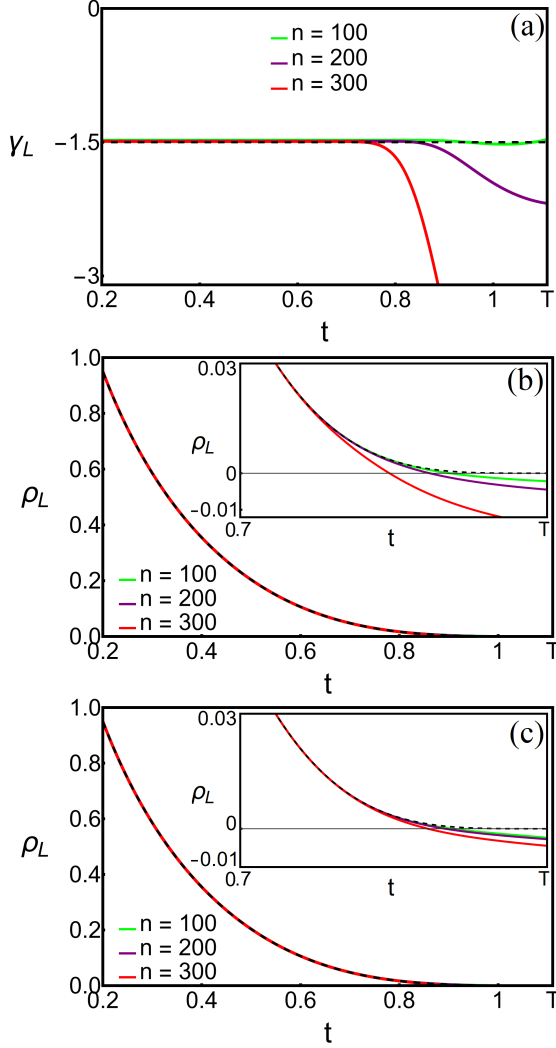 (a)
0
n = 100
n = 200
n = 300
γL
−1.5
−3
0.2 0.4 0.6 0.8 1 T
t
(b)
1.0
0.8
0.6
0.4
0.2
0.0
ρL
0.03
ρL
0
−0.01
0.7 t T
n = 100
n = 200
n = 300
0.2 0.4 0.6 0.8 1 T
t
(c)
1.0
0.8
0.6
0.4
0.2
0.0
ρL
0.03
ρL
0
−0.01
0.7 t T
n = 100
n = 200
n = 300
0.2 0.4 0.6 0.8 1 T
t